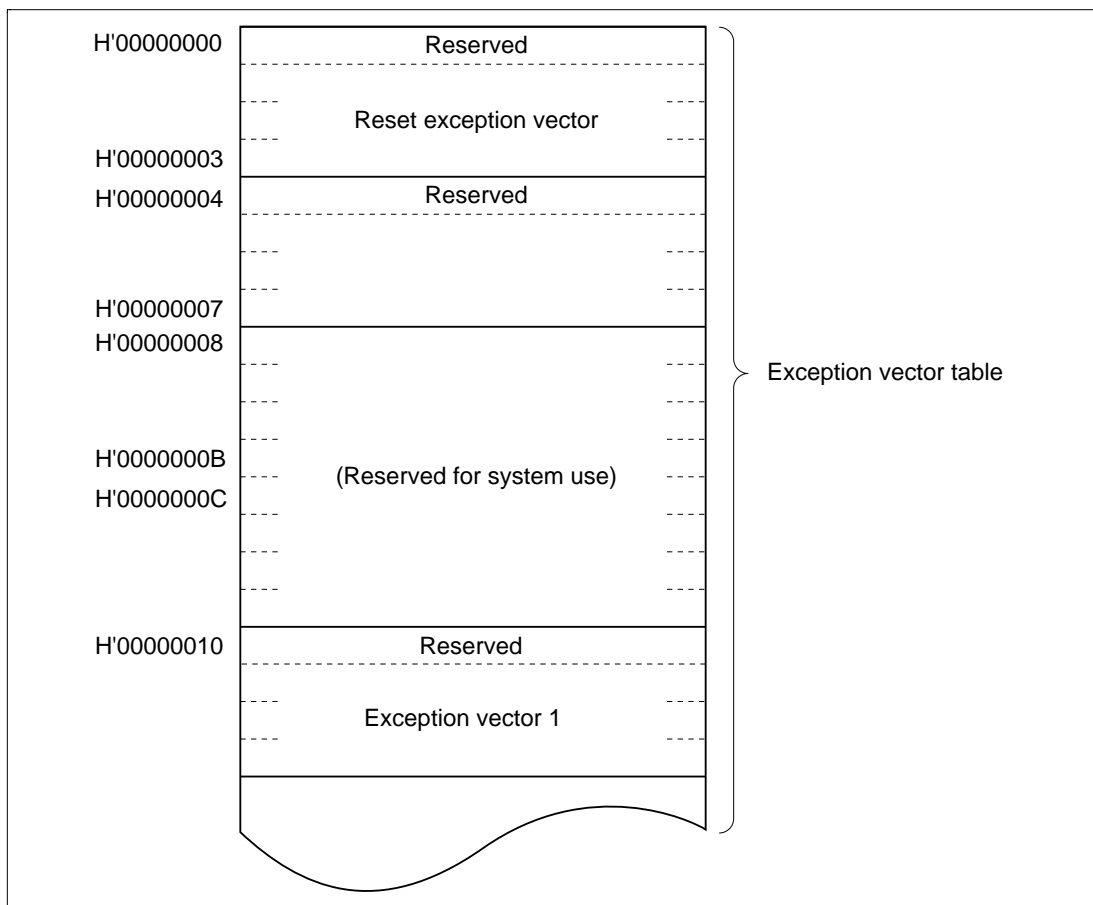 H'00000000
Reserved
Reset exception vector
H'00000003
H'00000004
Reserved
H'00000007
H'00000008
Exception vector table
H'0000000B
(Reserved for system use)
H'0000000C
H'00000010
Reserved
Exception vector 1